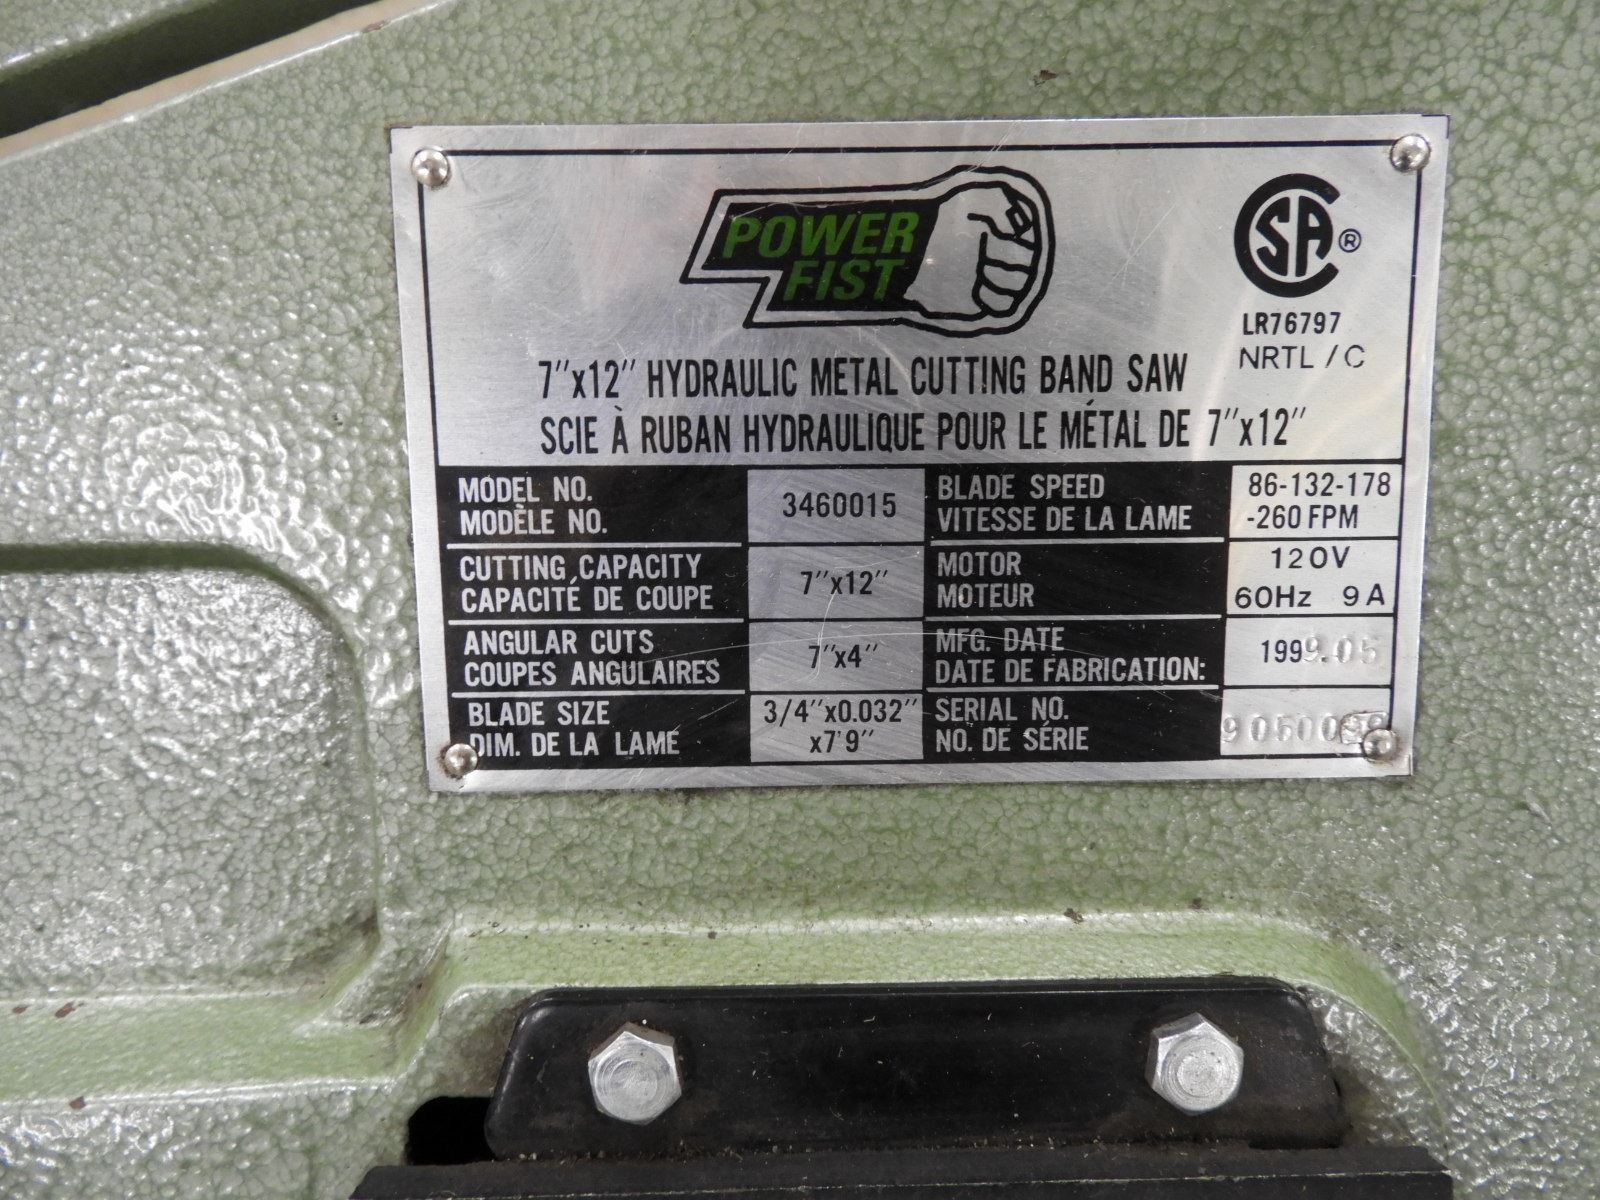 POWER
FIST
SA®
LR76797
NRTL / C
7"x12" HYDRAULIC METAL CUTTING BAND SAW
SCIE À RUBAN HYDRAULIQUE POUR LE MÉTAL DE 7"x12"
MODEL NO.
MODÈLE NO.
3460015
BLADE SPEED
VITESSE DE LA LAME
86-132-178
-260 FPM
CUTTING CAPACITY
CAPACITÉ DE COUPE
7"x12"
MOTOR
MOTEUR
120V
60Hz 9A
ANGULAR CUTS
COUPES ANGULAIRES
7"x4"
MFG. DATE
DATE DE FABRICATION:
1999.05
BLADE SIZE
DIM. DE LA LAME
3/4"x0.032"
x7'9"
SERIAL NO.
NO. DE SÉRIE